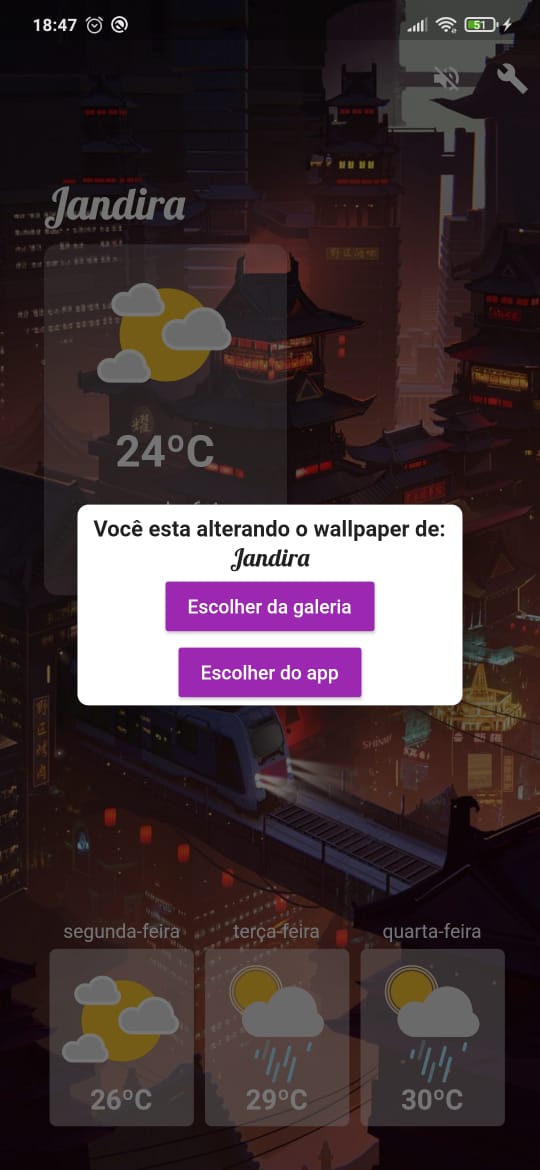 18:47
51
Jandira
24ºC
Você esta alterando o wallpaper de:
Jandira
Escolher da galeria
Escolher do app
SHINMI
segunda-feira
terça-feira
quarta-feira
26ºC
29ºC
30ºC